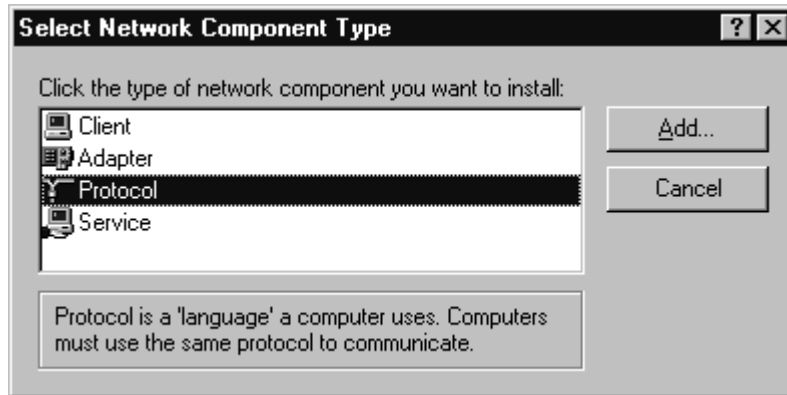 Select Network Component Type
Click the type of network component you want to install:
Client
Adapter
Protocol
Service
Add...
Cancel
Protocol is a 'language' a computer uses. Computers
must use the same protocol to communicate.